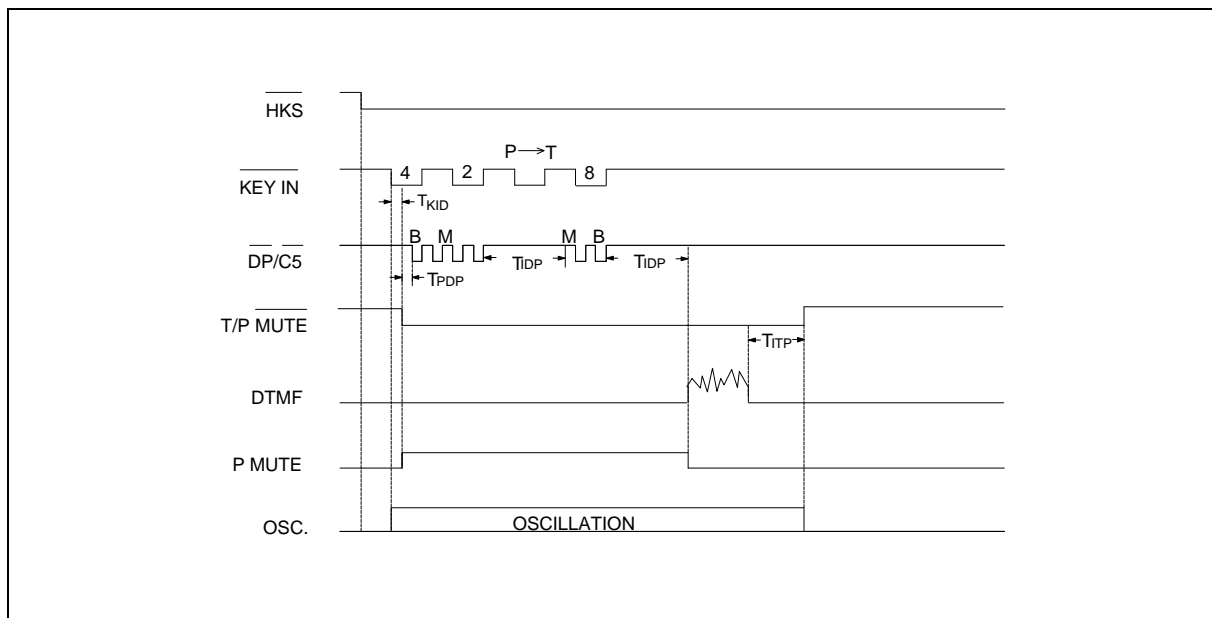 HKS
P→T
4 2 8
KEY IN
TKID
B M M B
DP/C5
TIDP TIDP
TPDP
T/P MUTE
TITP
DTMF
P MUTE
OSCILLATION
OSC.